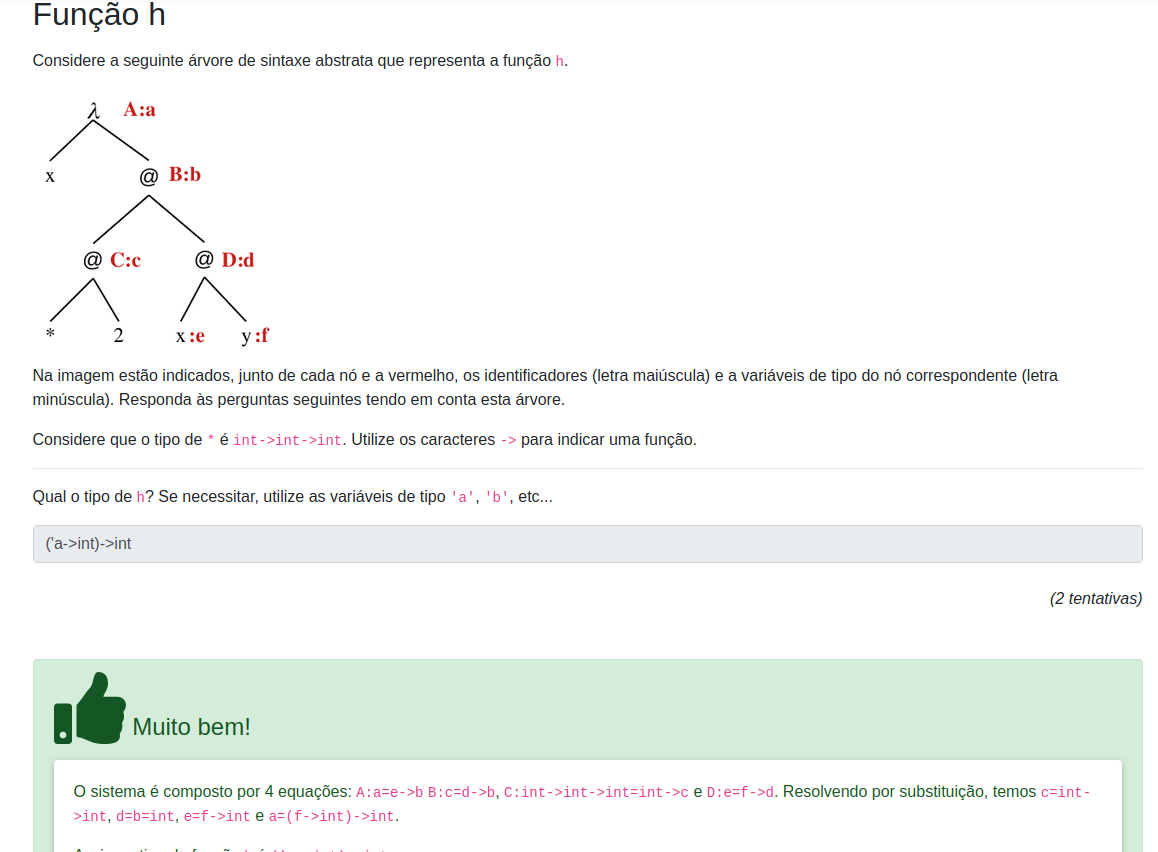 Função h
Considere a seguinte árvore de sintaxe abstrata que representa a função h.
λ A:a
x @ B:b
@ C:c @ D:d
* 2 x :e y :f
Na imagem estão indicados, junto de cada nó e a vermelho, os identificadores (letra maiúscula) e a variáveis de tipo do nó correspondente (letra
minúscula). Responda às perguntas seguintes tendo em conta esta árvore.
Considere que o tipo de * é int->int->int. Utilize os caracteres -> para indicar uma função.
Qual o tipo de h? Se necessitar, utilize as variáveis de tipo 'a', 'b', etc...
('a->int)->int
(2 tentativas)
Muito bem!
O sistema é composto por 4 equações: A:a=e->b B:c=d->b, C:int->int->int=int->c e D:e=f->d. Resolvendo por substituição, temos c=int-
>int, d=b=int, e=f->int e a=(f->int)->int.